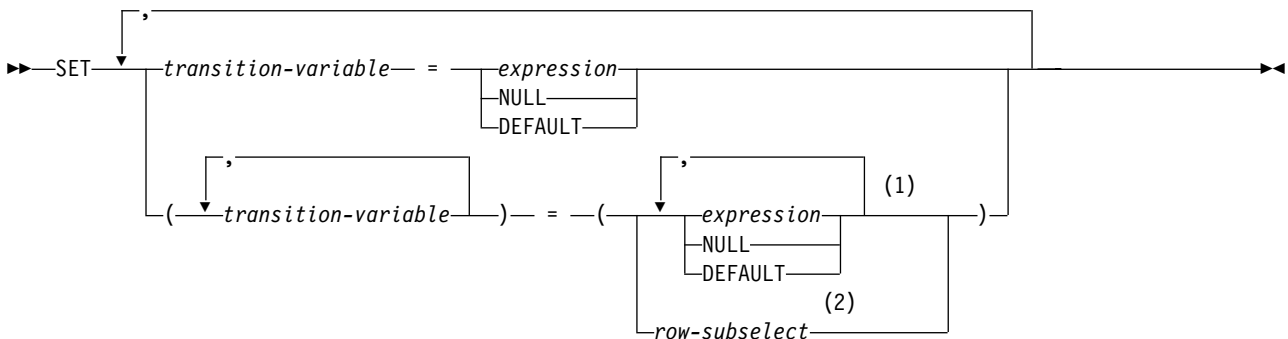 ,
SET transition-variable = expression
NULL
DEFAULT
, , (1)
( transition-variable ) = ( expression )
NULL
DEFAULT
(2)
row-subselect